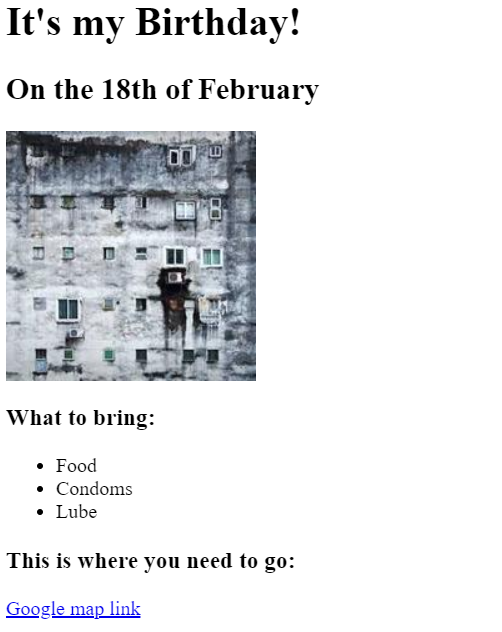 It's my Birthday!
On the 18th of February
What to bring:
Food
Condoms
Lube
This is where you need to go:
Google map link